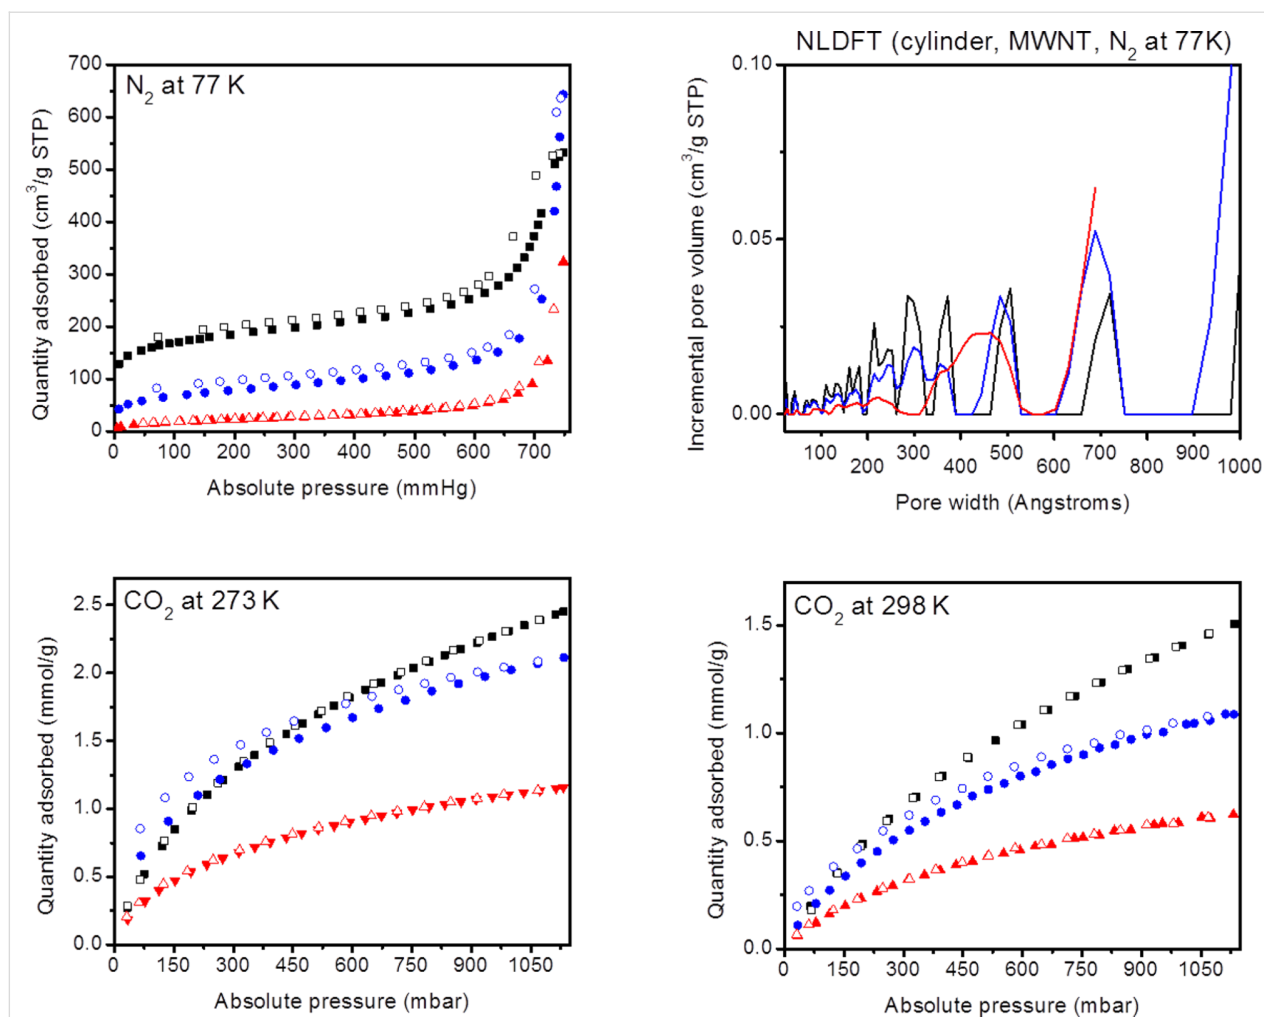 N2 at 77 K
700
600
500
400
300
200
100
0
Quantity adsorbed (cm3/g STP)
0 100 200 300 400 500 600 700
Absolute pressure (mmHg)
NLDFT (cylinder, MWNT, N2 at 77K)
0.10
0.05
0.00
Incremental pore volume (cm3/g STP)
100 300 500 700 900
200 400 600 800 1000
Pore width (Angstroms)
CO2 at 273 K
2.5
2.0
1.5
1.0
0.5
0.0
Quantity adsorbed (mmol/g)
0 150 300 450 600 750 900 1050
Absolute pressure (mbar)
CO2 at 298 K
1.5
1.0
0.5
0.0
Quantity adsorbed (mmol/g)
0 150 300 450 600 750 900 1050
Absolute pressure (mbar)